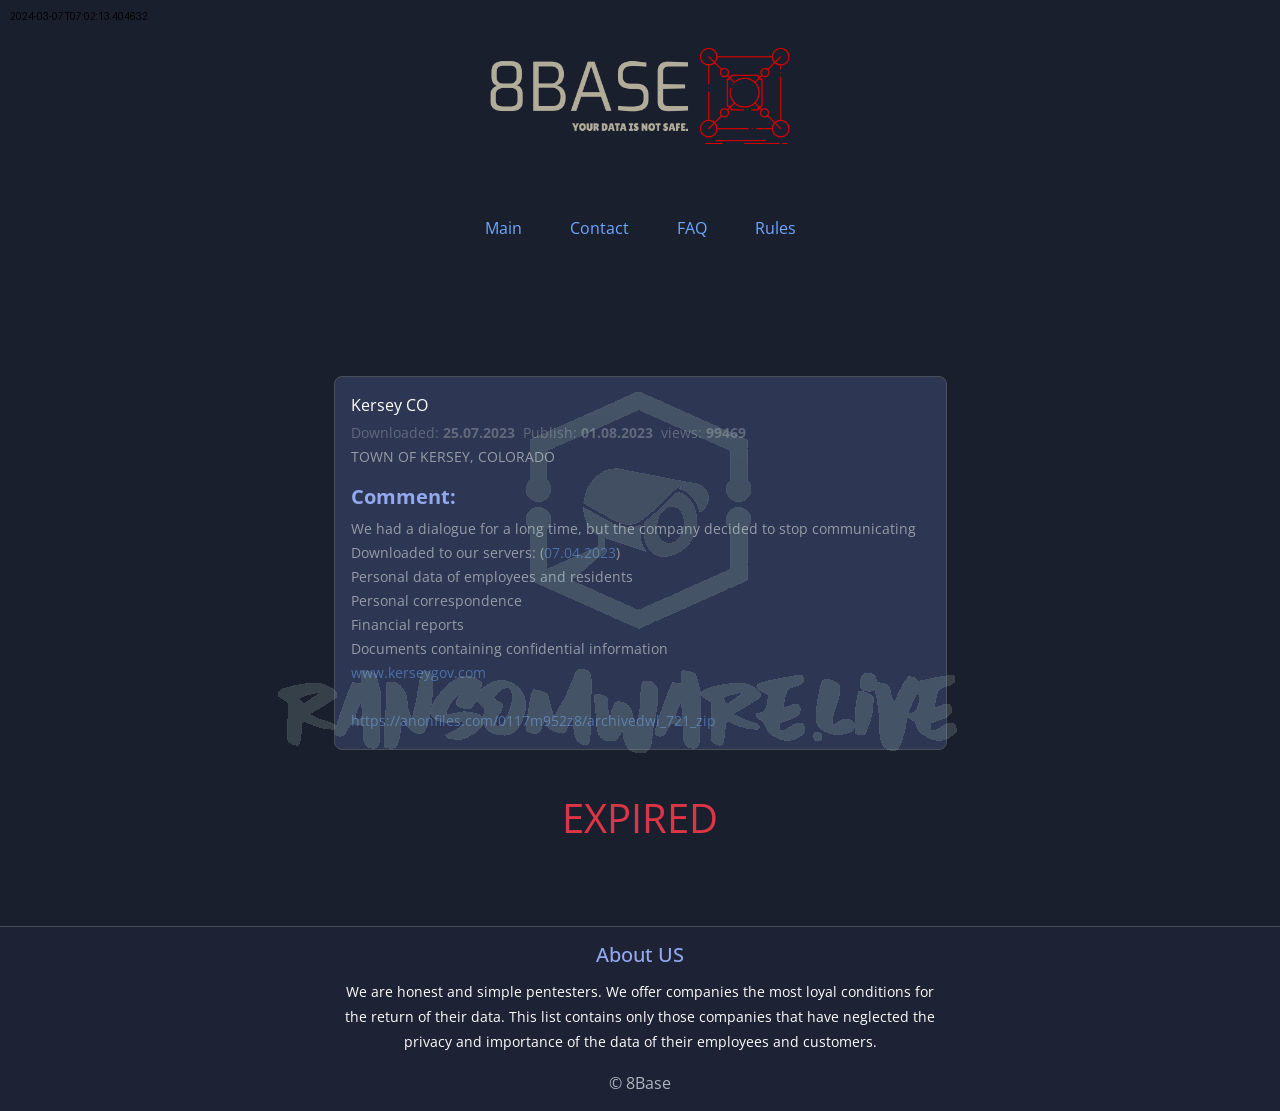 2024-03-07T07:02:13.404632
8BASE
YOUR DATA IS NOT SAFE.
Main Contact FAQ Rules
Kersey CO
Downloaded: 25.07.2023 Publish: 01.08.2023 views: 99469
TOWN OF KERSEY, COLORADO
Comment:
We had a dialogue for a long time, but the company decided to stop communicating
Downloaded to our servers: (07.04.2023)
Personal data of employees and residents
Personal correspondence
Financial reports
Documents containing confidential information
www.kerseygov.com
RANSOMWARE.LIVE
https://anonfiles.com/0117m952z8/archivedwi_721_zip
EXPIRED
About US
We are honest and simple pentesters. We offer companies the most loyal conditions for
the return of their data. This list contains only those companies that have neglected the
privacy and importance of the data of their employees and customers.
© 8Base